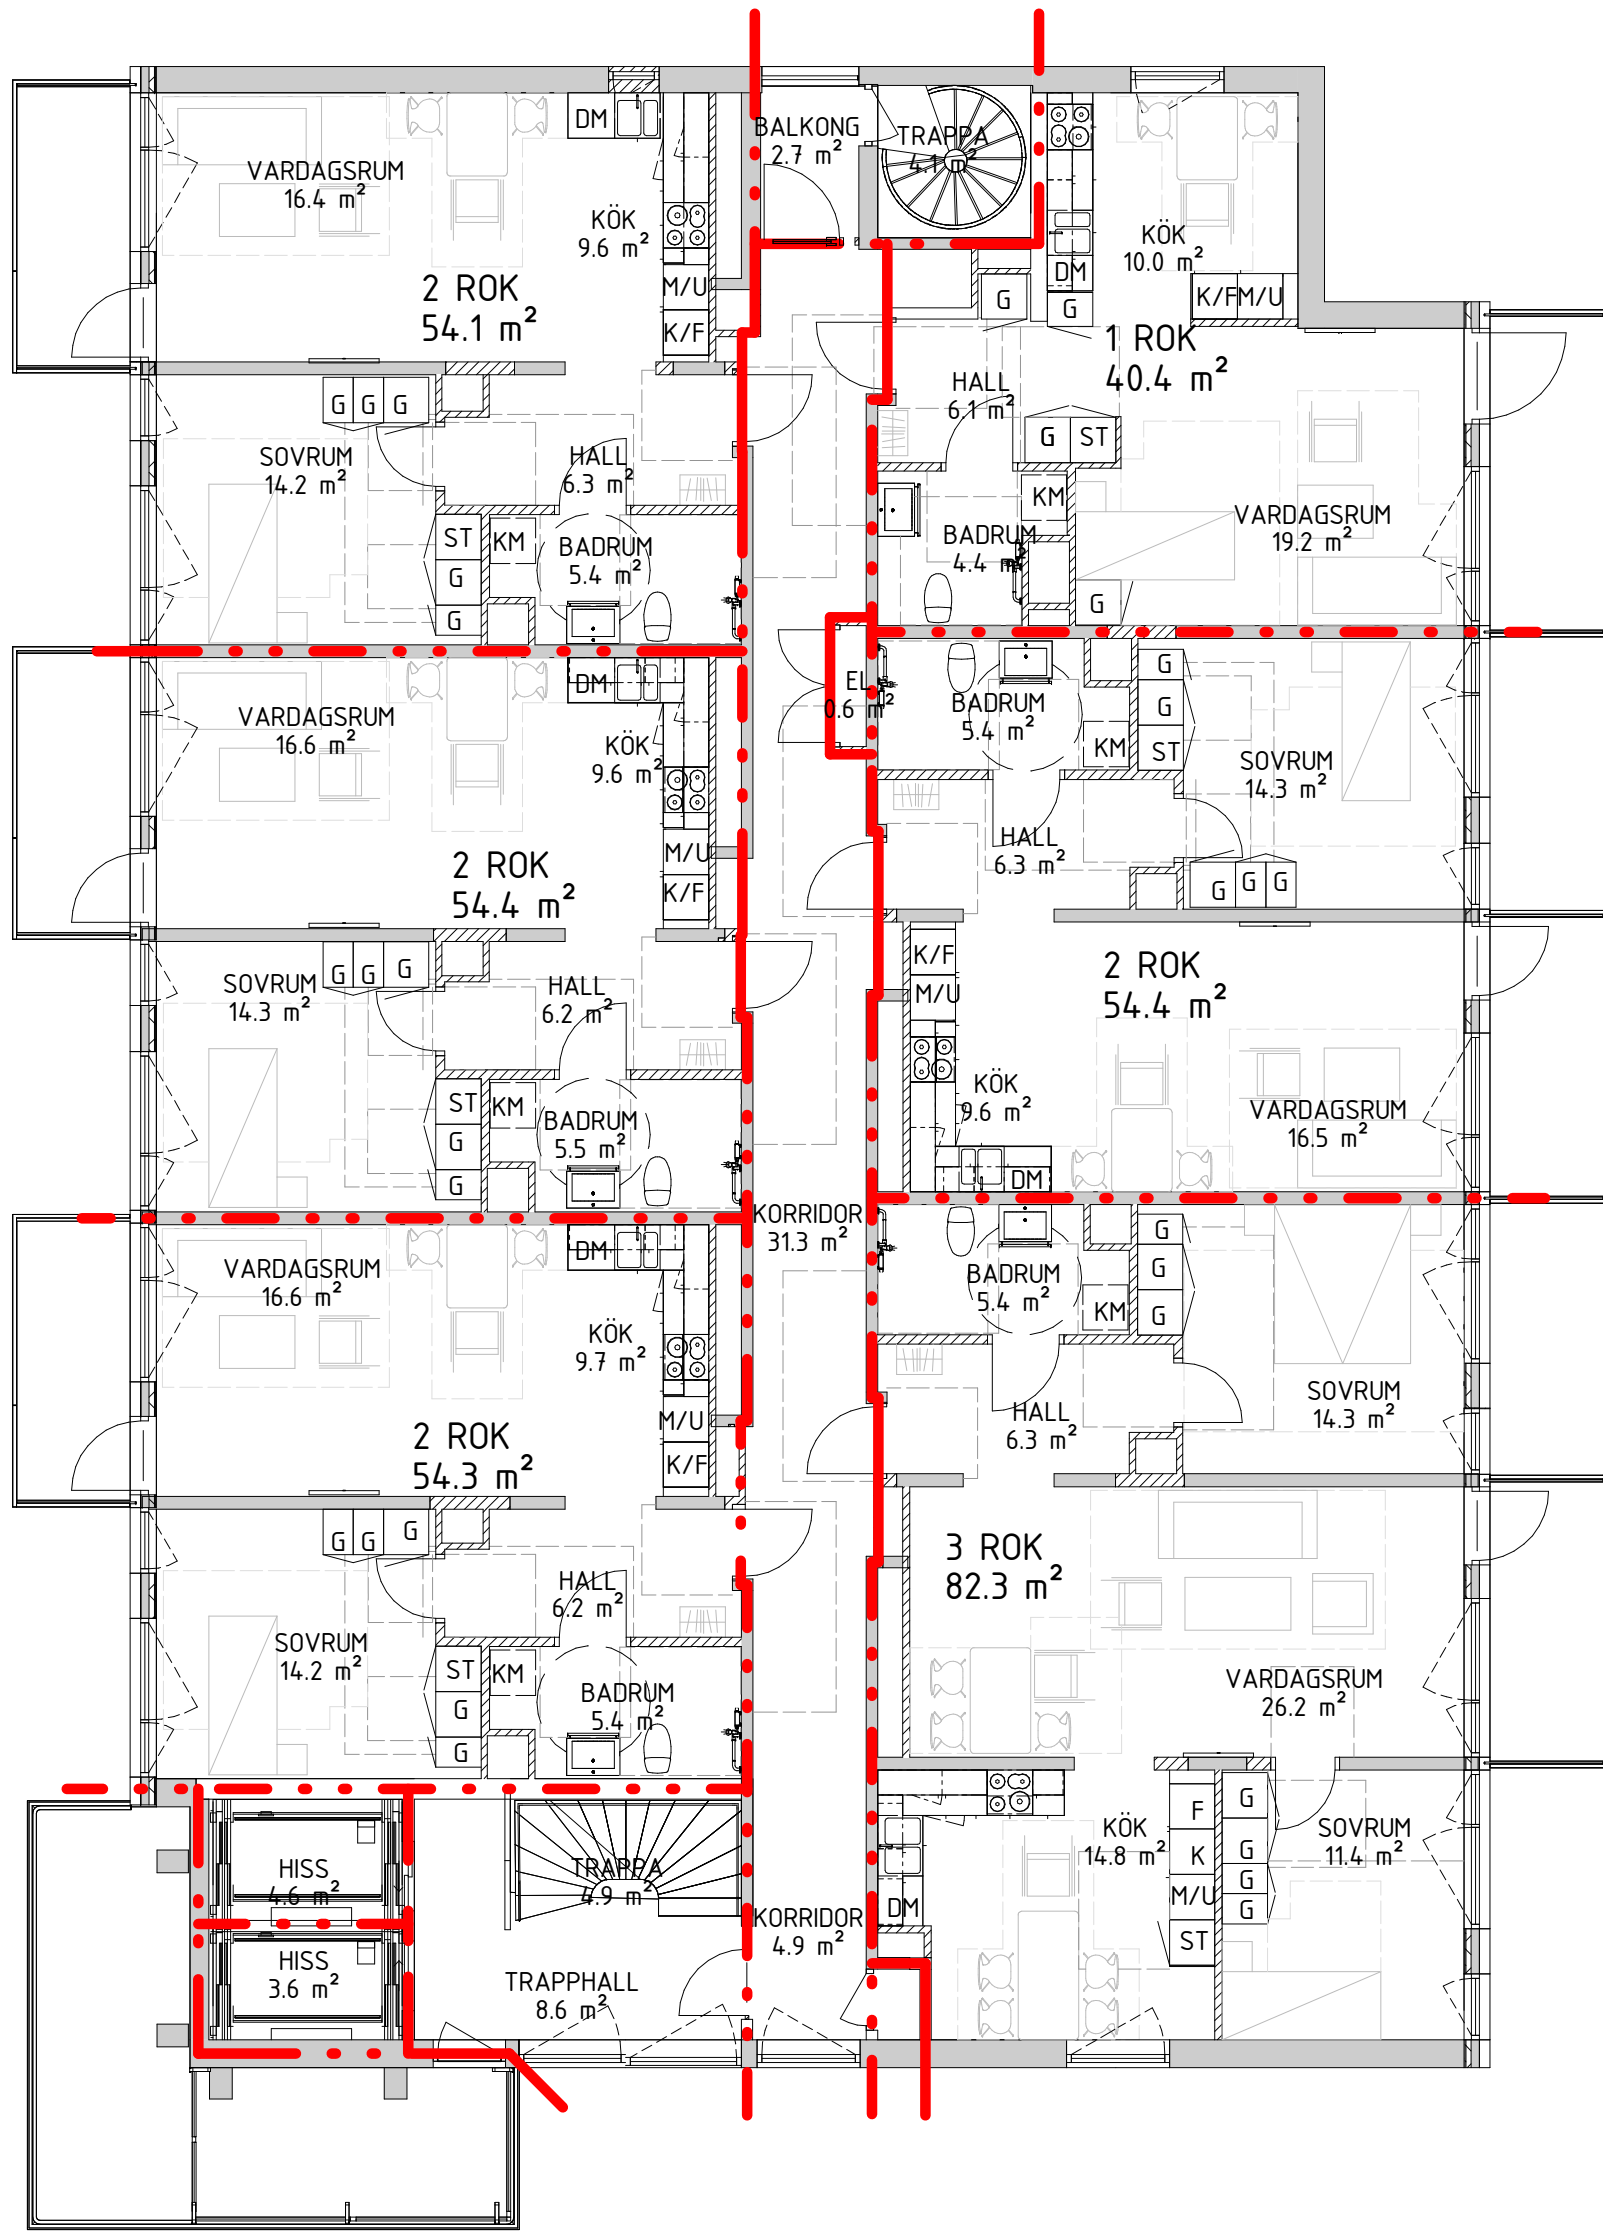 BALKONG
2.7 m²
TRAPPA
4.1 m²
DM
VARDAGSRUM
16.4 m²
KÖK
9.6 m²
M/U
K/F
2 ROK
54.1 m²
KÖK
10.0 m²
DM
G
G
K/F
M/U
1 ROK
40.4 m²
HALL
6.1 m²
G
ST
G
G
G
SOVRUM
14.2 m²
HALL
6.3 m²
ST
G
G
KM
BADRUM
5.4 m²
KM
BADRUM
4.4 m²
VARDAGSRUM
19.2 m²
G
EL
0.6 m²
DM
VARDAGSRUM
16.6 m²
KÖK
9.6 m²
M/U
K/F
2 ROK
54.4 m²
BADRUM
5.4 m²
KM
G
G
ST
SOVRUM
14.3 m²
HALL
6.3 m²
G
G
G
G
G
G
SOVRUM
14.3 m²
HALL
6.2 m²
ST
G
G
KM
BADRUM
5.5 m²
K/F
M/U
2 ROK
54.4 m²
KÖK
9.6 m²
DM
VARDAGSRUM
16.5 m²
KORRIDOR
31.3 m²
DM
VARDAGSRUM
16.6 m²
KÖK
9.7 m²
M/U
K/F
2 ROK
54.3 m²
BADRUM
5.4 m²
KM
G
G
G
SOVRUM
14.3 m²
HALL
6.3 m²
G
G
G
HALL
6.2 m²
SOVRUM
14.2 m²
ST
G
G
KM
BADRUM
5.4 m²
3 ROK
82.3 m²
VARDAGSRUM
26.2 m²
HISS
4.6 m²
HISS
3.6 m²
TRAPPA
4.9 m²
TRAPPHALL
8.6 m²
KORRIDOR
4.9 m²
DM
KÖK
14.8 m²
F
K
M/U
ST
G
G
G
G
SOVRUM
11.4 m²